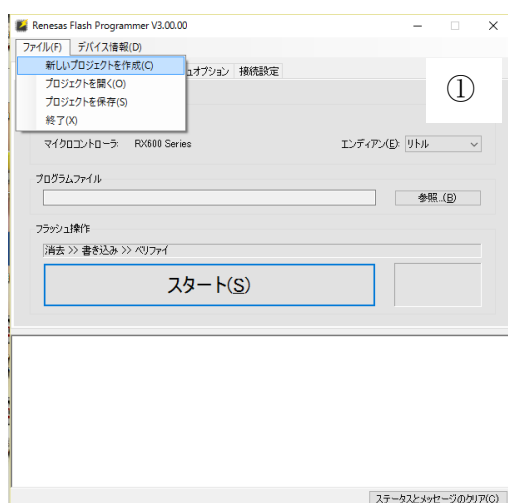 Renesas Flash Programmer V3.00.00
ファイル(F) デバイス情報(D)
新しいプロジェクトを作成(C)
プロジェクトを開く(O)
プロジェクトを保存(S)
終了(X)
オプション 接続設定
①
マイクロコントローラ: RX600 Series
エンディアン(E): リトル
プログラムファイル
参照...(B)
フラッシュ操作
消去 >> 書き込み >> ベリファイ
スタート(S)
ステータスとメッセージのクリア(C)